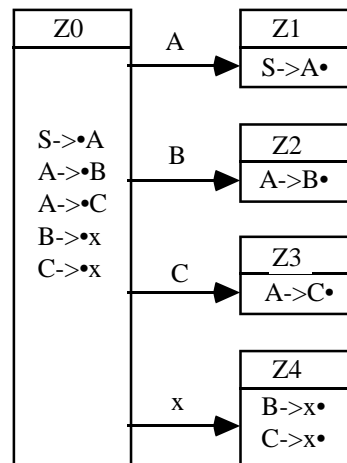 Z0
S->•A
A->•B
A->•C
B->•x
C->•x
A
B
C
x
Z1
S->A•
Z2
A->B•
Z3
A->C•
Z4
B->x•
C->x•